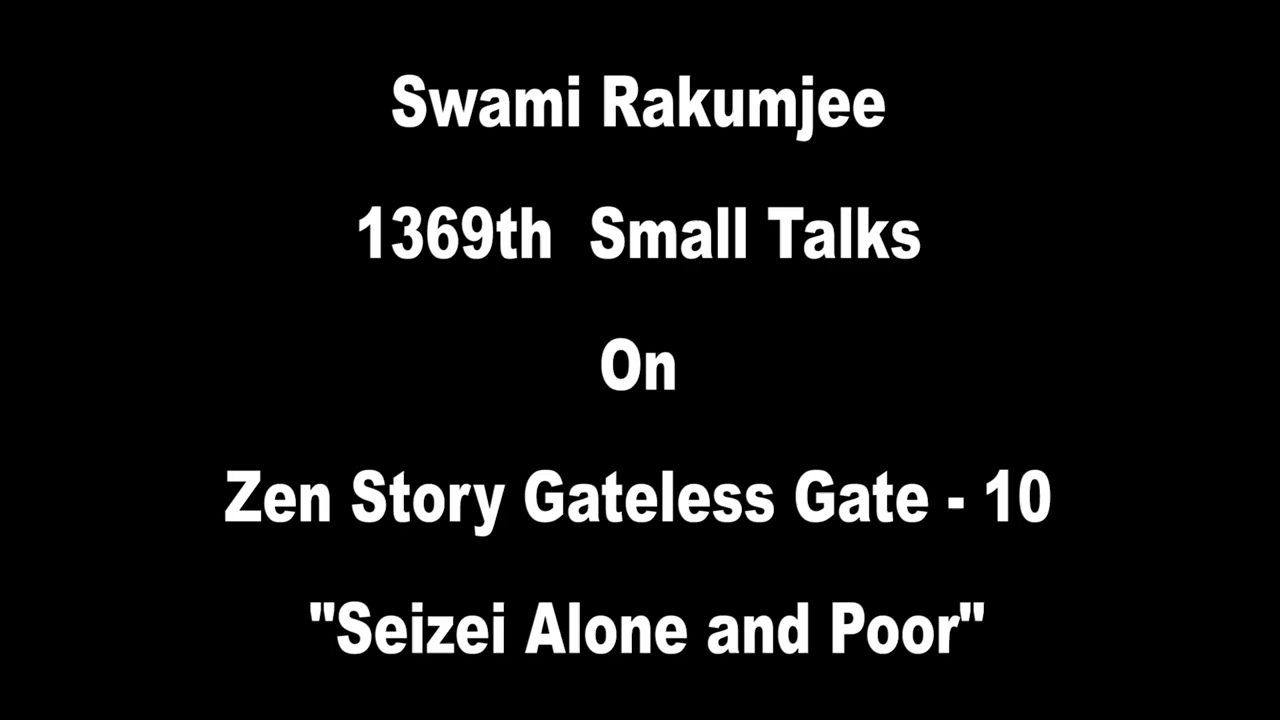 Swami Rakumjee
1369th  Small Talks
On
Zen Story Gateless Gate - 10
"Seizei Alone and Poor"